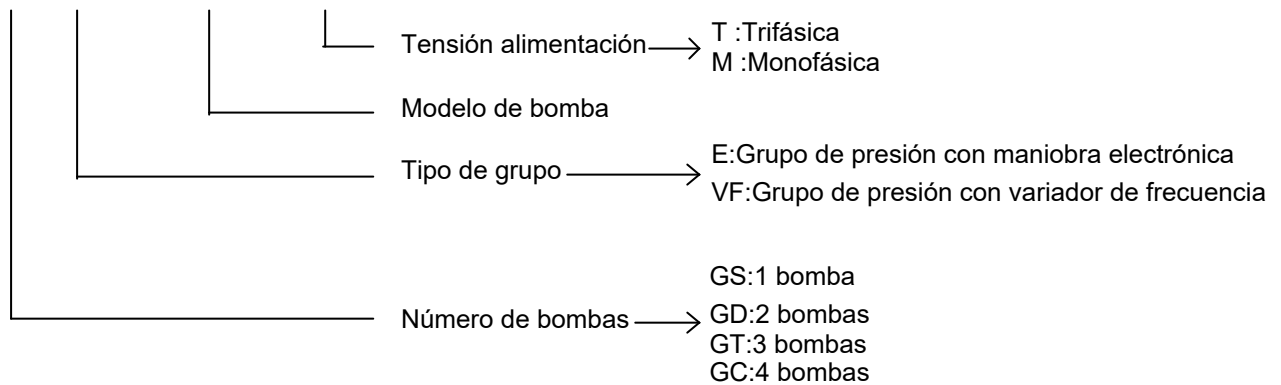 Tensión alimentación
T :Trifásica
M :Monofásica
Modelo de bomba
Tipo de grupo
E:Grupo de presión con maniobra electrónica
VF:Grupo de presión con variador de frecuencia
Número de bombas
GS:1 bomba
GD:2 bombas
GT:3 bombas
GC:4 bombas